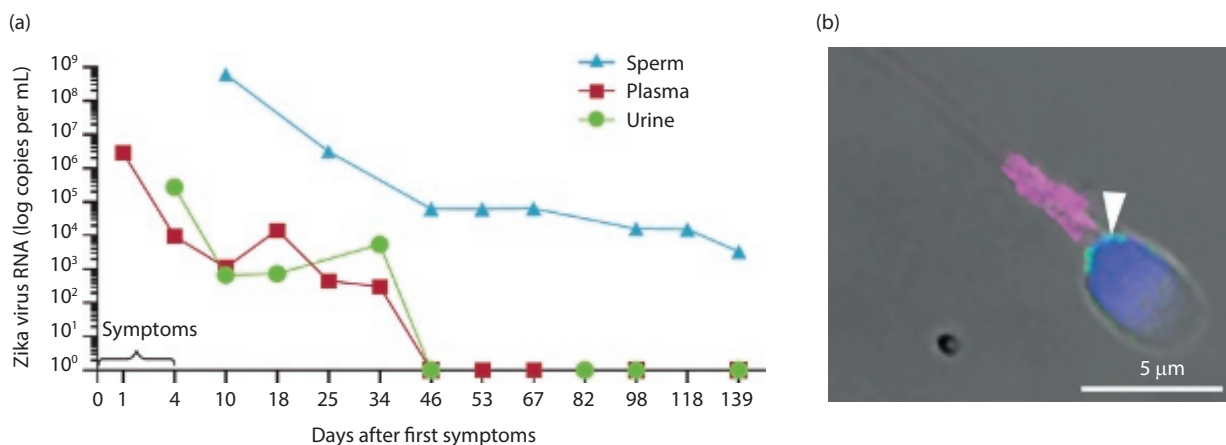 (a)
Zika virus RNA (log copies per mL)
10⁹
10⁸
10⁷
10⁶
10⁵
10⁴
10³
10²
10¹
10⁰
Sperm
Plasma
Urine
Symptoms
0 1 4 10 18 25 34 46 53 67 82 98 118 139
Days after first symptoms
(b)
5 μm